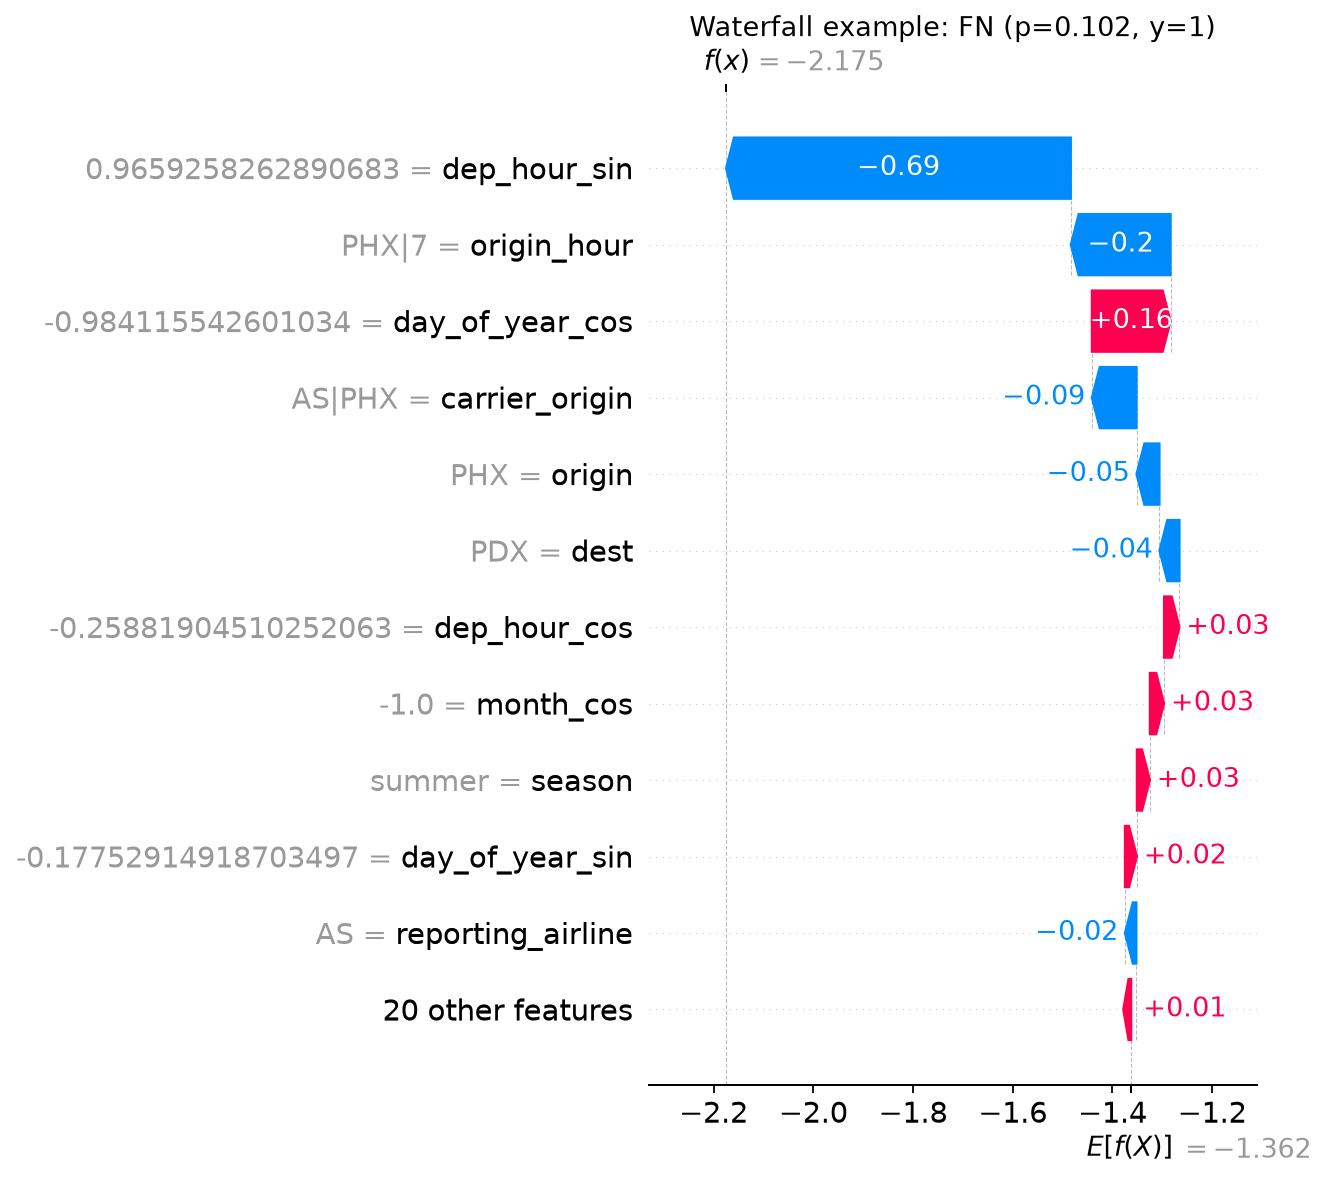 Waterfall example: FN (p=0.102, y=1)
f(x) = −2.175
0.9659258262890683 = dep_hour_sin −0.69
PHX|7 = origin_hour −0.2
-0.984115542601034 = day_of_year_cos +0.16
AS|PHX = carrier_origin −0.09
PHX = origin −0.05
PDX = dest −0.04
-0.25881904510252063 = dep_hour_cos +0.03
-1.0 = month_cos +0.03
summer = season +0.03
-0.17752914918703497 = day_of_year_sin +0.02
AS = reporting_airline −0.02
20 other features +0.01
−2.2 −2.0 −1.8 −1.6 −1.4 −1.2
E[f(X)] = −1.362